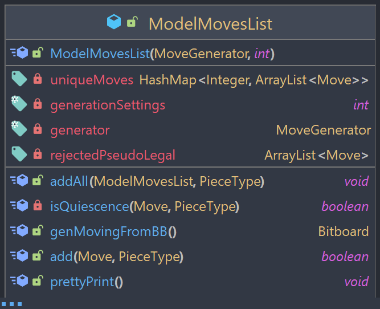 ModelMovesList
ModelMovesList(MoveGenerator, int)
uniqueMoves HashMap<Integer, ArrayList<Move>>
generationSettings int
generator MoveGenerator
rejectedPseudoLegal ArrayList<Move>
addAll(ModelMovesList, PieceType) void
isQuiescence(Move, PieceType) boolean
genMovingFromBB() Bitboard
add(Move, PieceType) boolean
prettyPrint() void